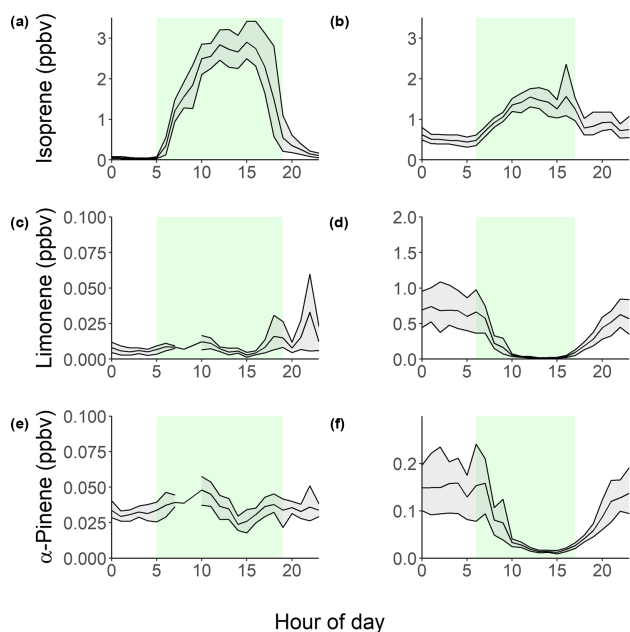 (a)
Isoprene (ppbv)
3
2
1
0
0 5 10 15 20
(b)
3
2
1
0
0 5 10 15 20
(c)
Limonene (ppbv)
0.100
0.075
0.050
0.025
0.000
0 5 10 15 20
(d)
2.0
1.5
1.0
0.5
0.0
0 5 10 15 20
(e)
α-Pinene (ppbv)
0.100
0.075
0.050
0.025
0.000
0 5 10 15 20
(f)
0.2
0.1
0.0
0 5 10 15 20
Hour of day